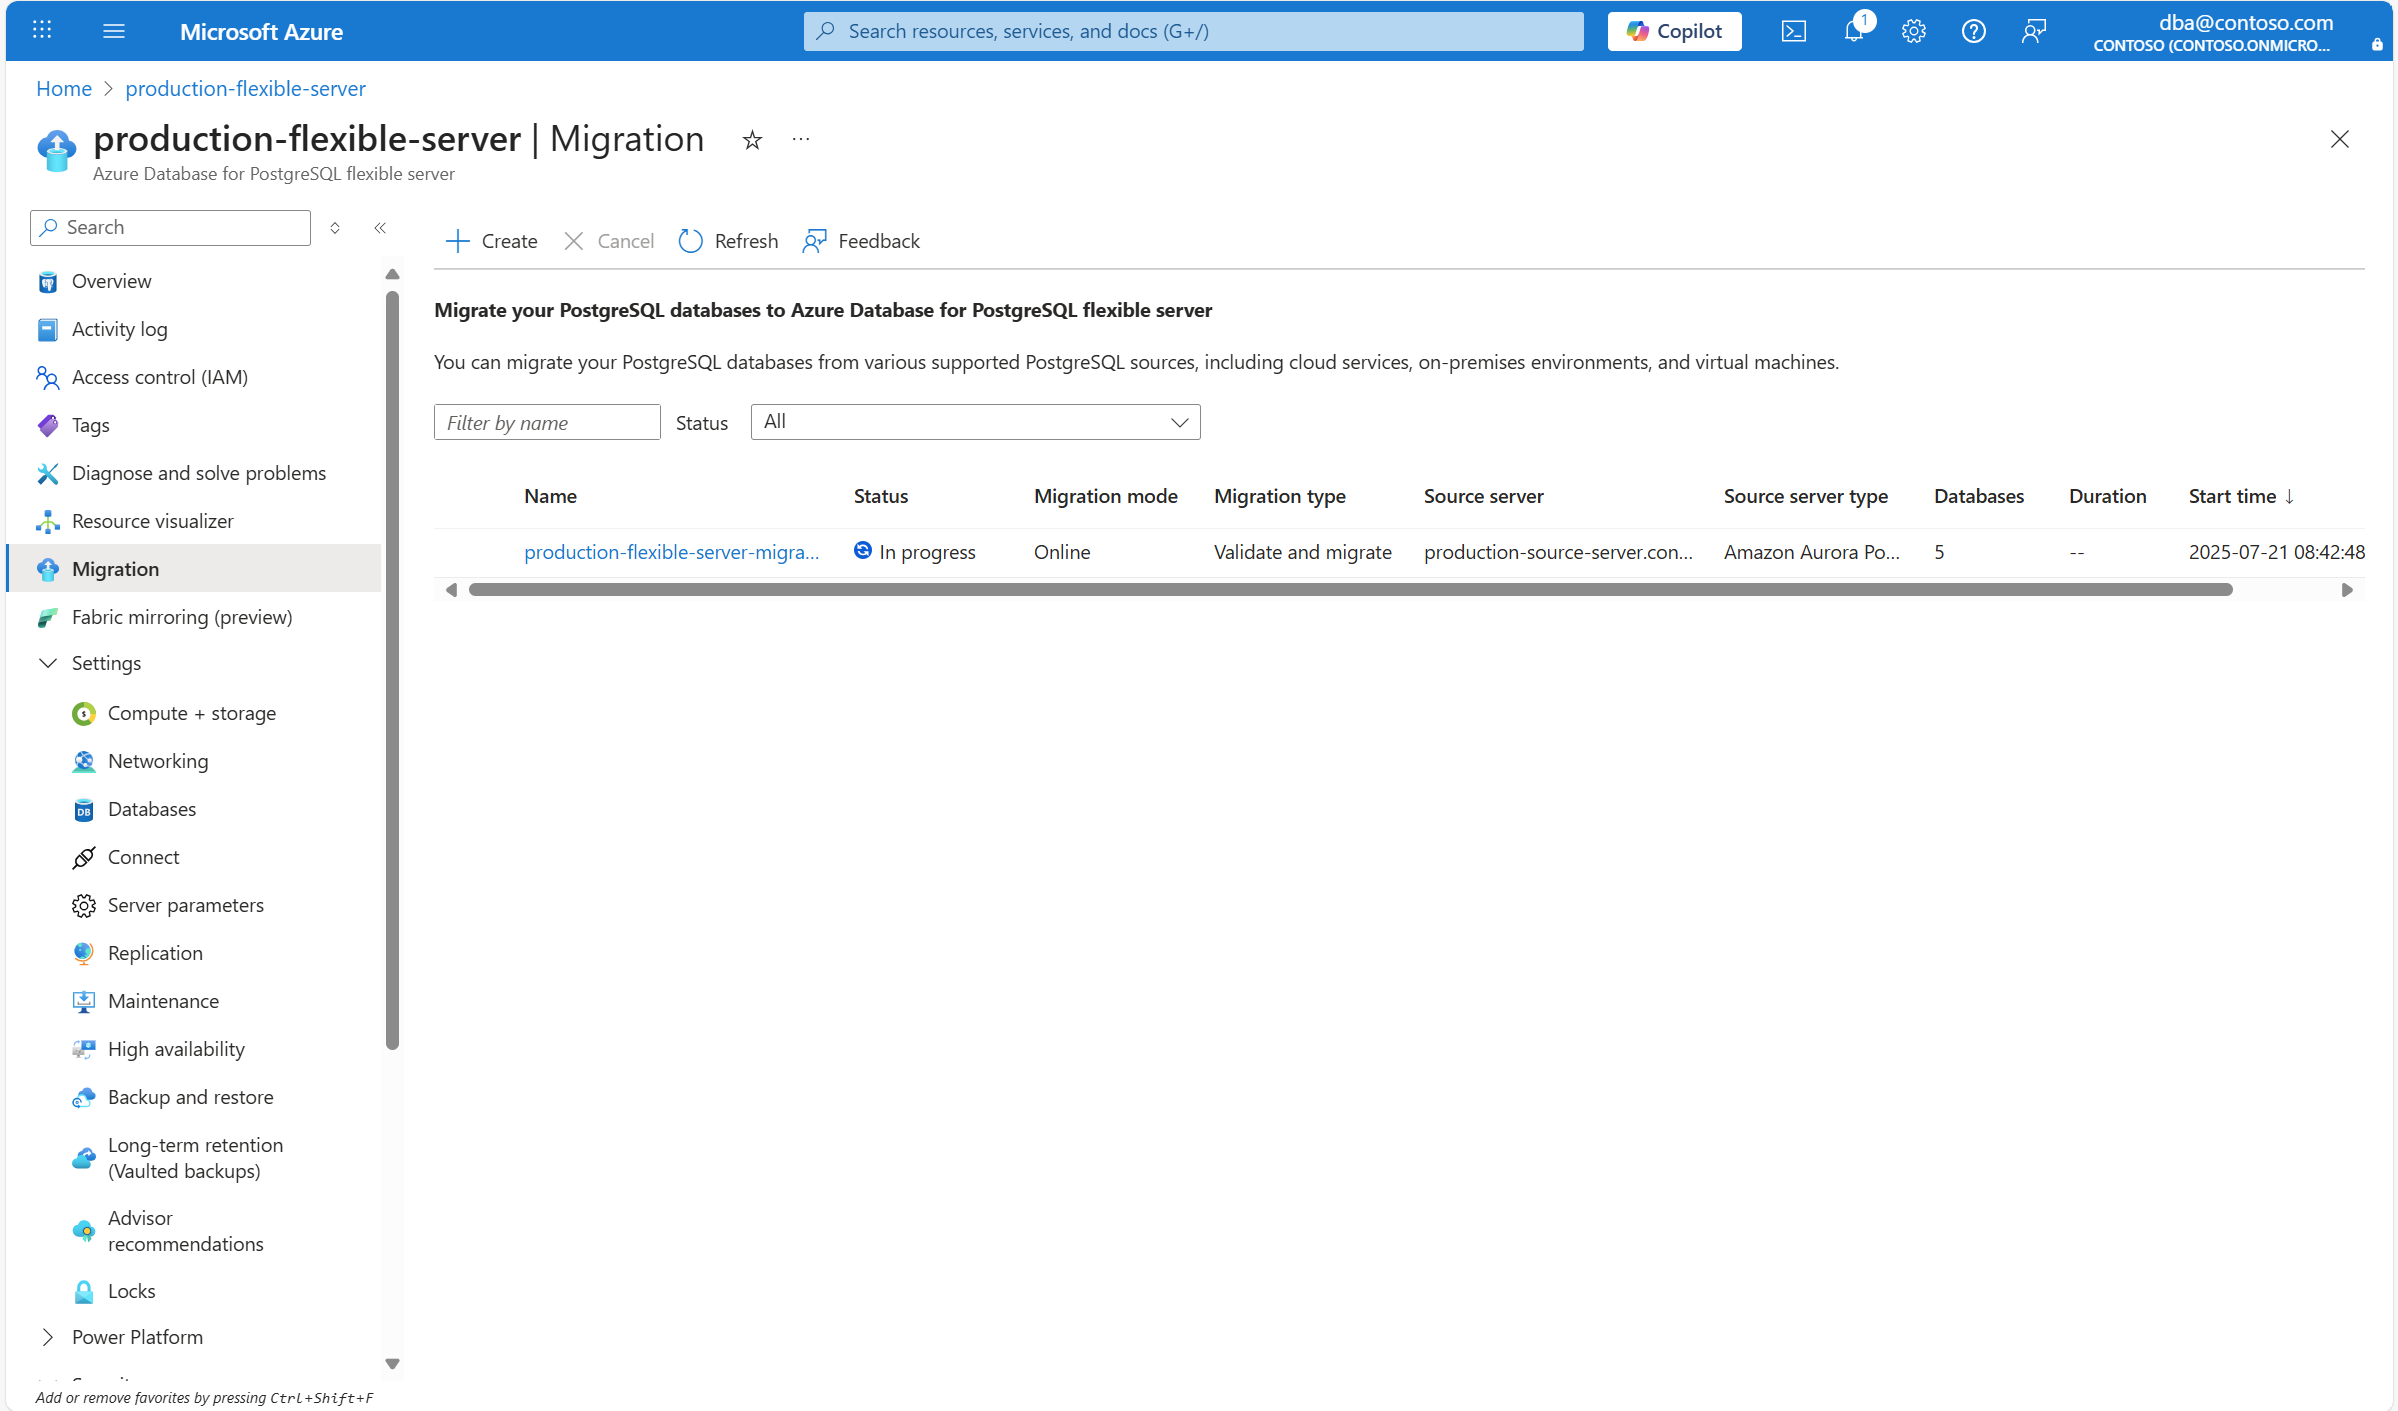 Microsoft Azure
Search resources, services, and docs (G+/)
Copilot
1
dba@contoso.com
CONTOSO (CONTOSO.ONMICRO...
Home > production-flexible-server
production-flexible-server | Migration
Azure Database for PostgreSQL flexible server
Search
Overview
Activity log
Access control (IAM)
Tags
Diagnose and solve problems
Resource visualizer
Migration
Fabric mirroring (preview)
Settings
Compute + storage
Networking
Databases
Connect
Server parameters
Replication
Maintenance
High availability
Backup and restore
Long-term retention
(Vaulted backups)
Advisor
recommendations
Locks
Power Platform
Add or remove favorites by pressing Ctrl+Shift+F
Create Cancel Refresh Feedback
Migrate your PostgreSQL databases to Azure Database for PostgreSQL flexible server
You can migrate your PostgreSQL databases from various supported PostgreSQL sources, including cloud services, on-premises environments, and virtual machines.
Filter by name Status All
Name Status Migration mode Migration type Source server Source server type Databases Duration Start time ↓
production-flexible-server-migra... In progress Online Validate and migrate production-source-server.con... Amazon Aurora Po... 5 -- 2025-07-21 08:42:48